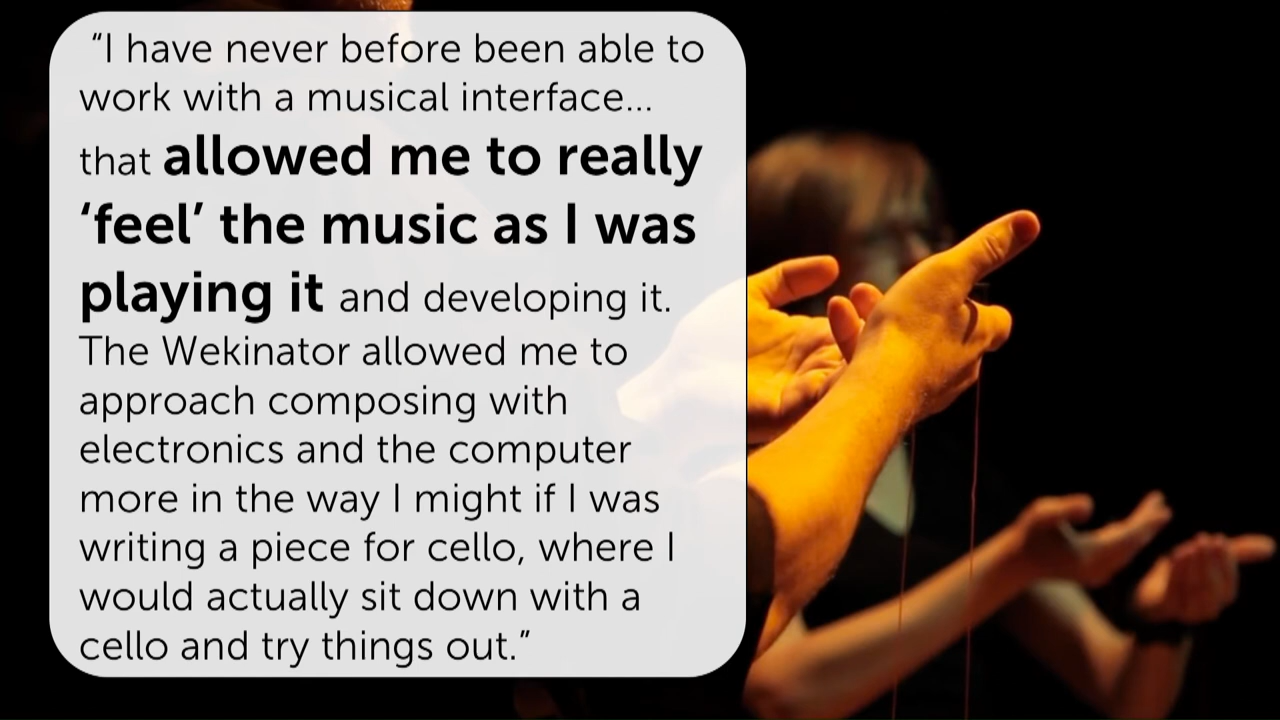 “I have never before been able to
work with a musical interface...
that allowed me to really
‘feel’ the music as I was
playing it and developing it.
The Wekinator allowed me to
approach composing with
electronics and the computer
more in the way I might if I was
writing a piece for cello, where I
would actually sit down with a
cello and try things out.”